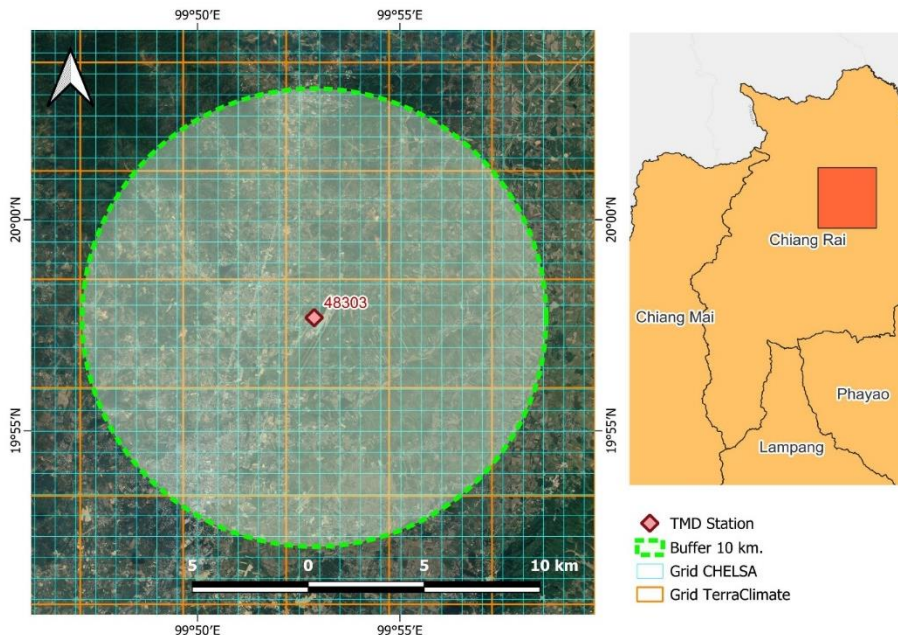 99°50'E 99°55'E
20°00'N
19°55'N
48303
20°00'N
19°55'N
5 0 5 10 km
99°50'E 99°55'E
Chiang Rai
Chiang Mai
Phayao
Lampang
TMD Station
Buffer 10 km.
Grid CHELSA
Grid TerraClimate